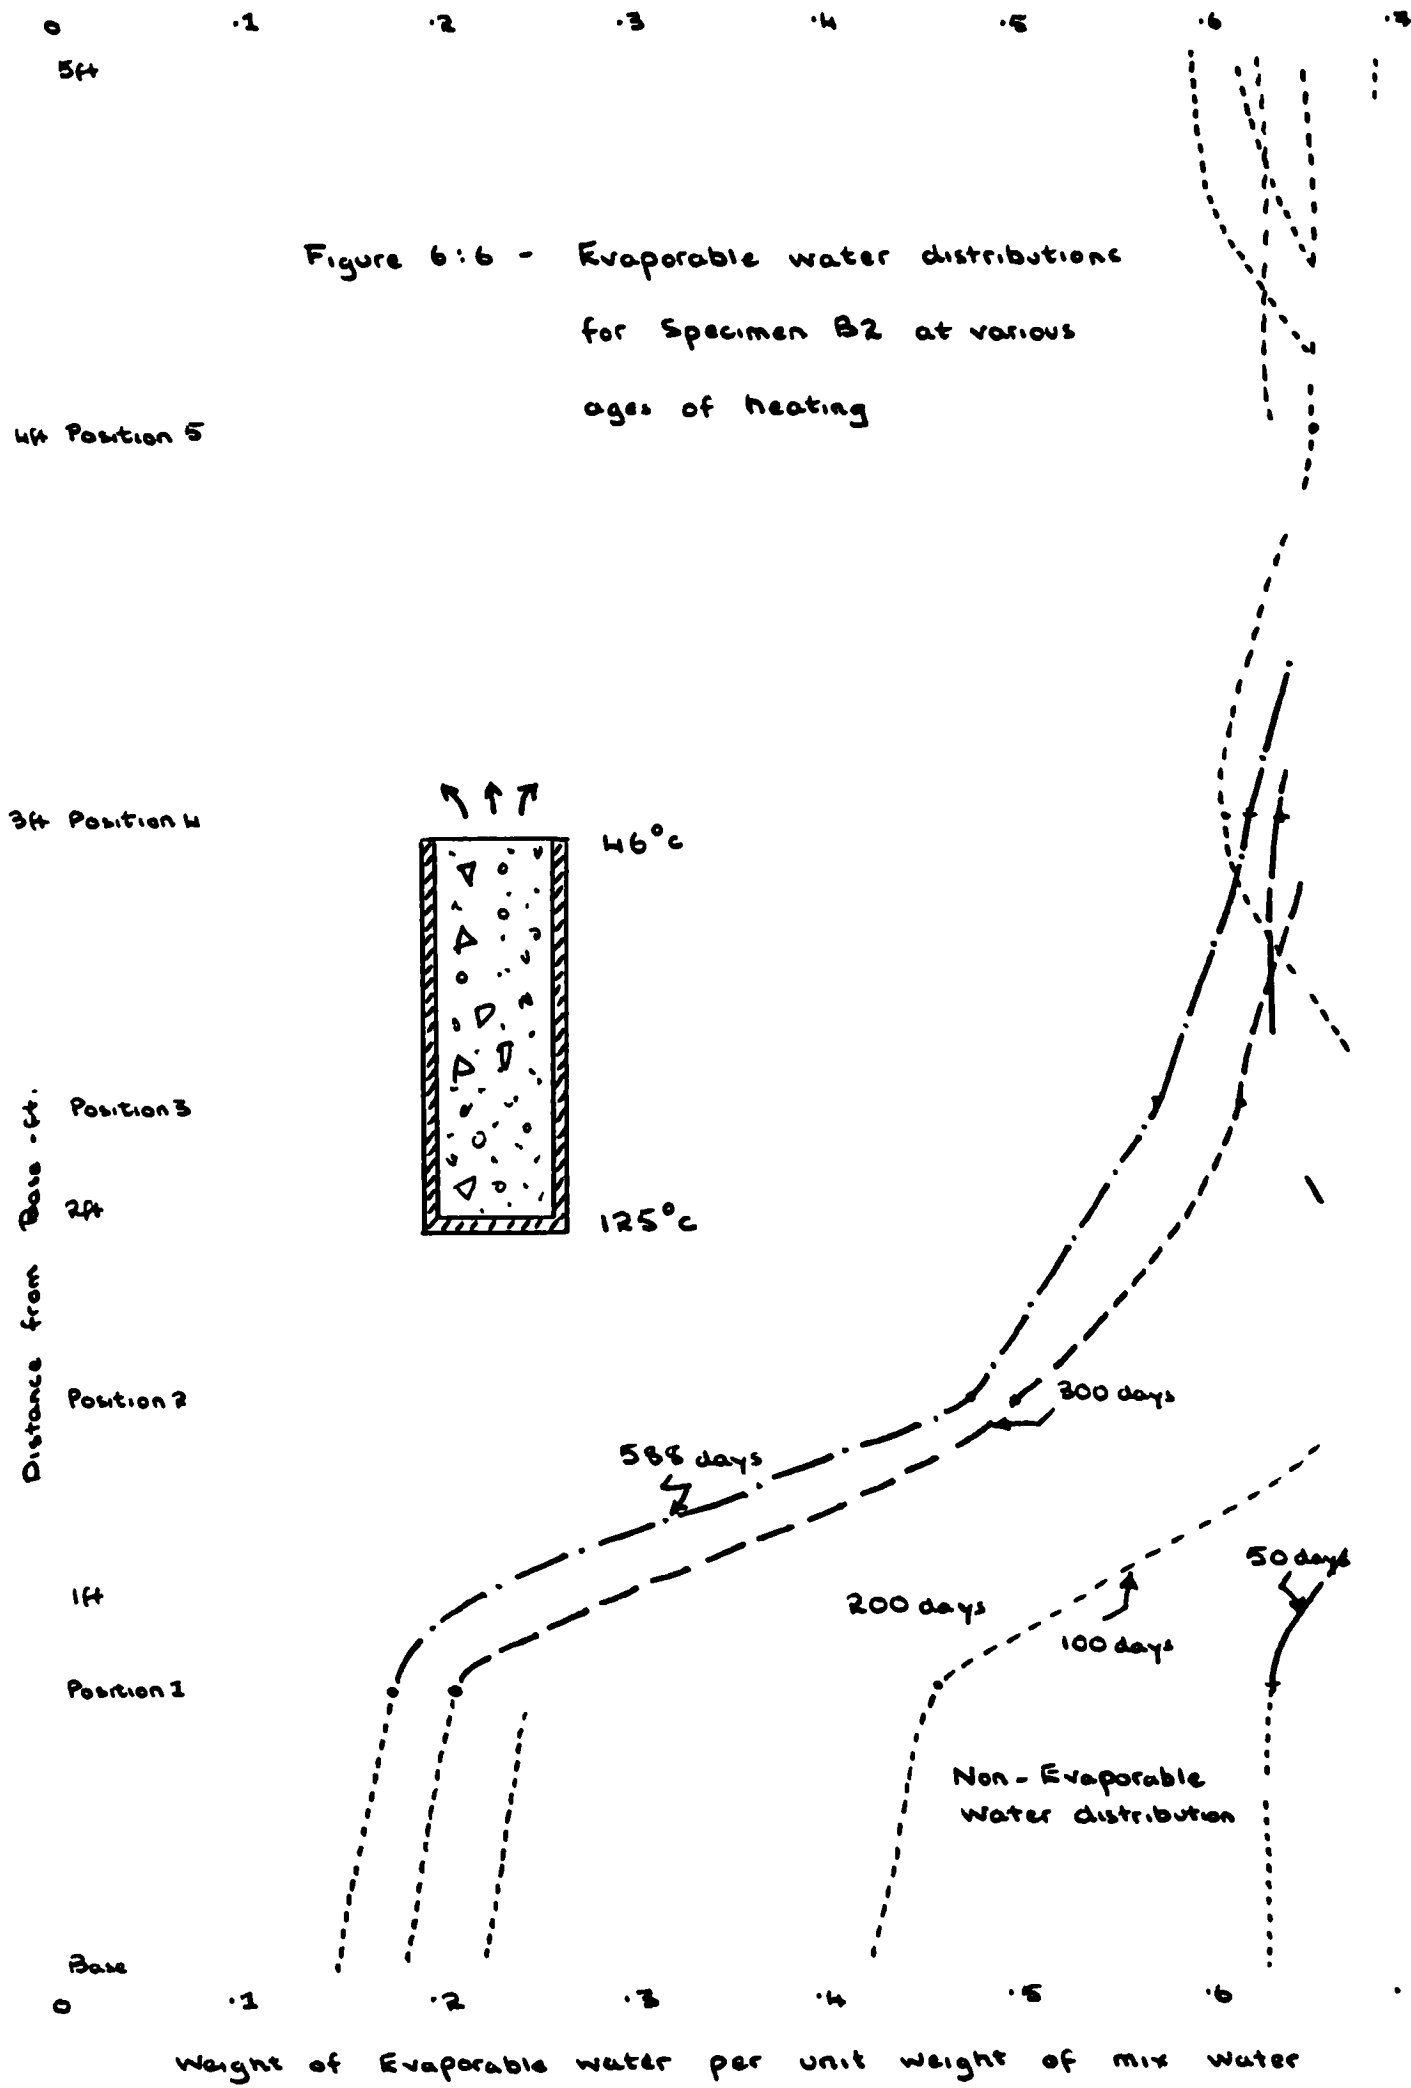 0 .1 .2 .3 .4 .5 .6 .7
5ft
Figure 6:6 - Evaporable water distributions
for Specimen B2 at various
ages of heating
4ft Position 5
3ft Position 4
46°c
Position 3
2ft
125°c
Distance from Base - ft.
Position 2
300 days
588 days
50 days
1ft
200 days
100 days
Position 1
Non-Evaporable
Water distribution
Base
0 .1 .2 .3 .4 .5 .6 .
Weight of Evaporable water per unit weight of mix water